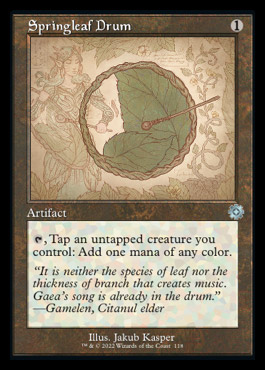 Springleaf Drum 1
Artifact
, Tap an untapped creature you
control: Add one mana of any color.
“It is neither the species of leaf nor the
thickness of branch that creates music.
Gaea's song is already in the drum.”
—Gamelen, Citanul elder
Illus. Jakub Kasper
™ & © 2022 Wizards of the Coast 118